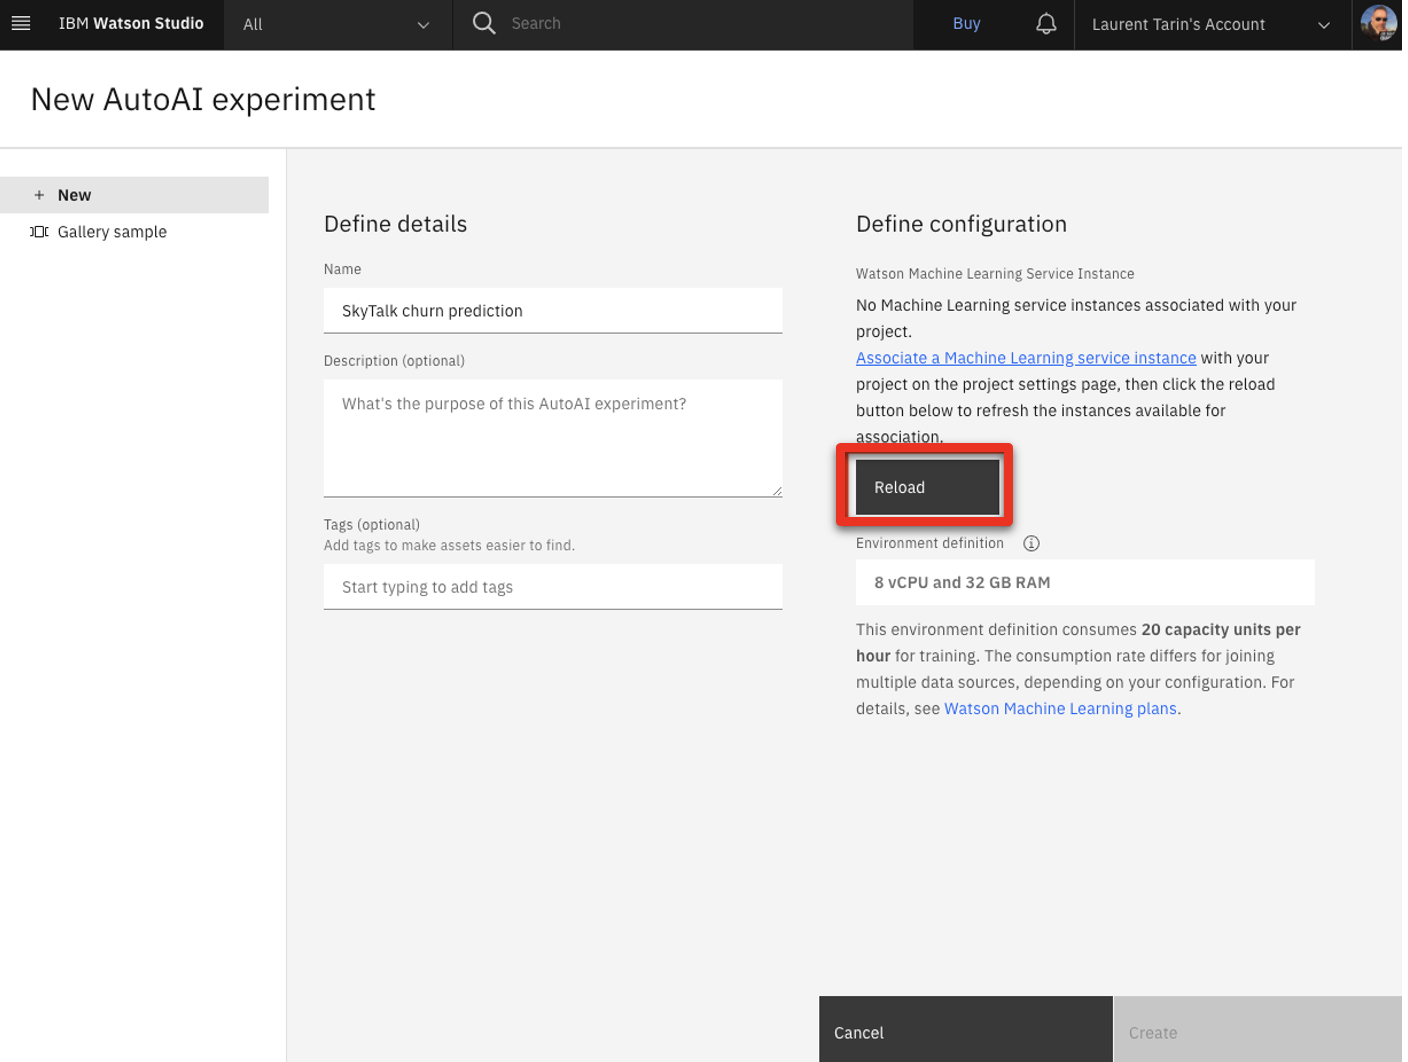 IBM Watson Studio
All
Search
Buy
Laurent Tarin's Account
New AutoAI experiment
+ New
Gallery sample
Define details
Name
SkyTalk churn prediction
Description (optional)
What's the purpose of this AutoAI experiment?
Tags (optional)
Add tags to make assets easier to find.
Start typing to add tags
Define configuration
Watson Machine Learning Service Instance
No Machine Learning service instances associated with your
project.
Associate a Machine Learning service instance with your
project on the project settings page, then click the reload
button below to refresh the instances available for
association.
Reload
Environment definition
8 vCPU and 32 GB RAM
This environment definition consumes 20 capacity units per
hour for training. The consumption rate differs for joining
multiple data sources, depending on your configuration. For
details, see Watson Machine Learning plans.
Cancel
Create